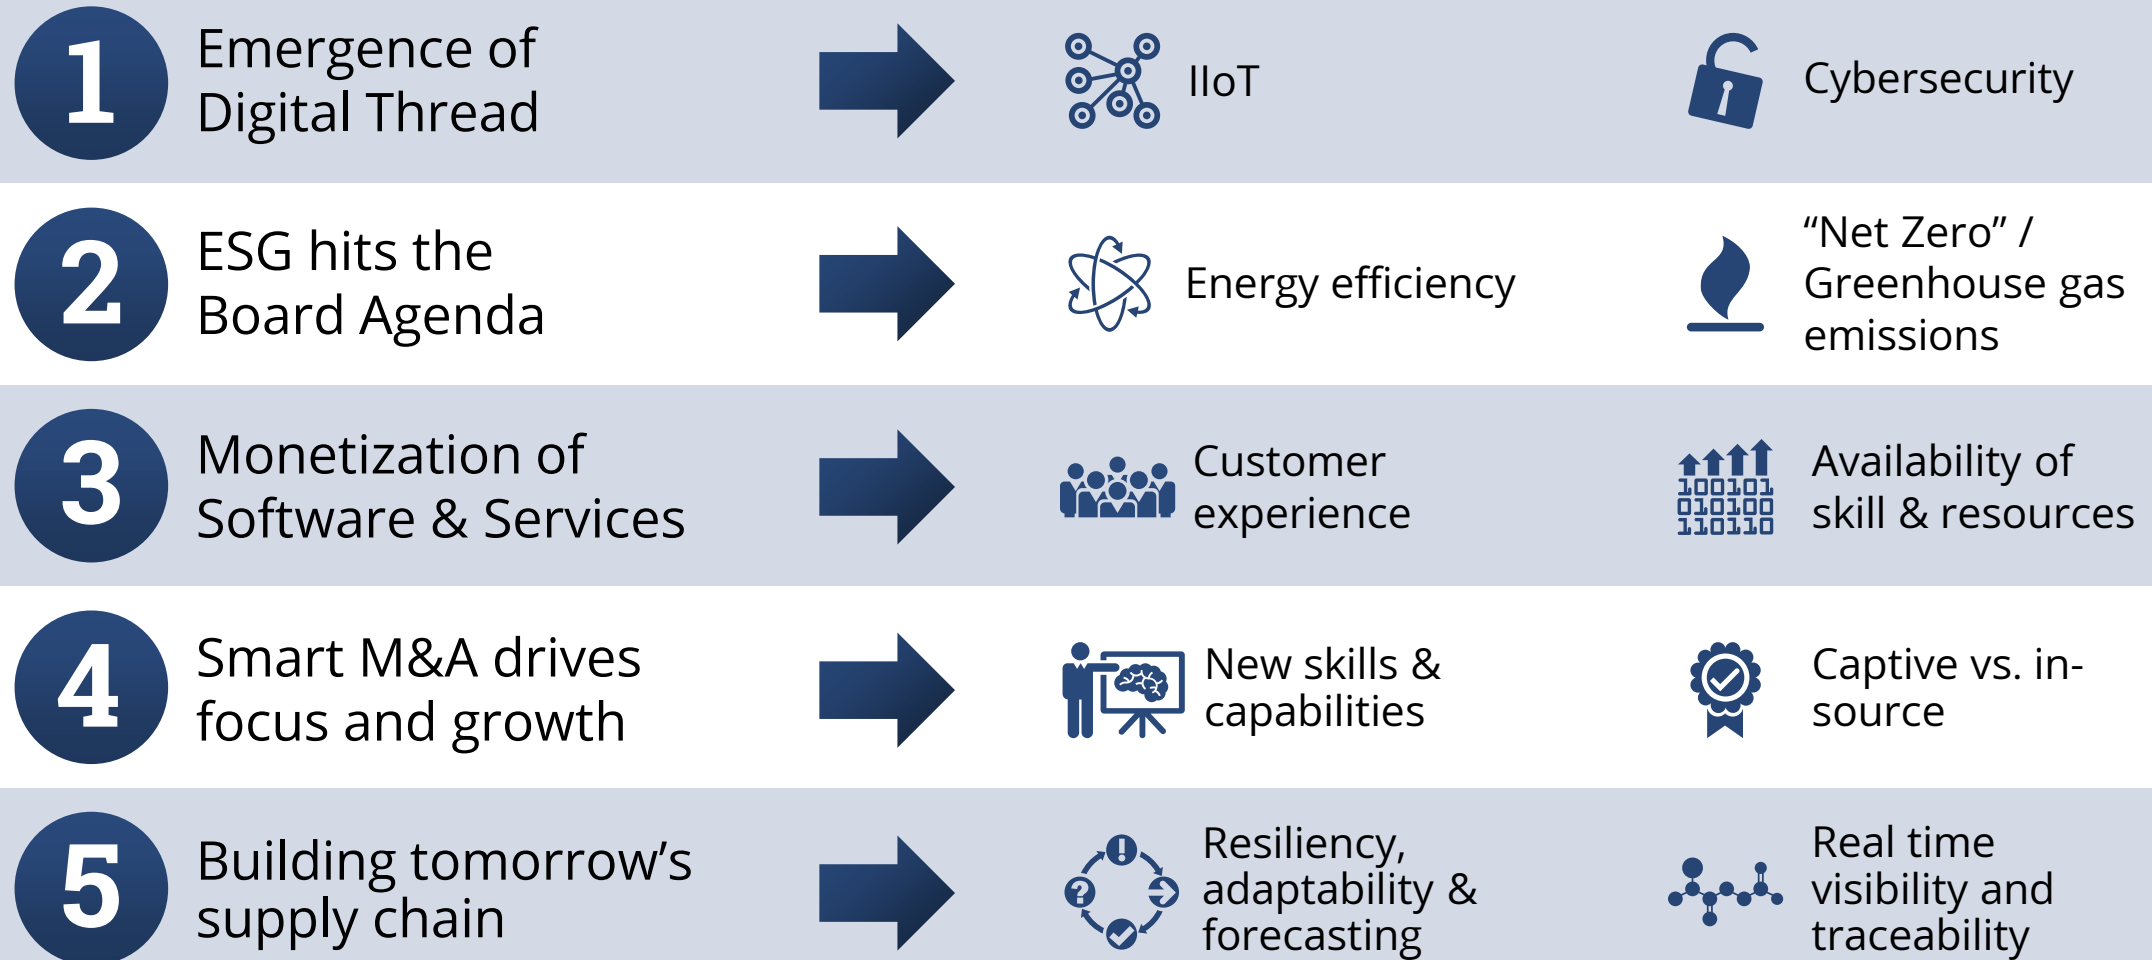 1
Emergence of
Digital Thread
IIoT
Cybersecurity
2
ESG hits the
Board Agenda
Energy efficiency
“Net Zero” /
Greenhouse gas
emissions
3
Monetization of
Software & Services
Customer
experience
100101
010100
110110
Availability of
skill & resources
4
Smart M&A drives
focus and growth
New skills &
capabilities
Captive vs. in-
source
5
Building tomorrow’s
supply chain
!
?
Resiliency,
adaptability &
forecasting
Real time
visibility and
traceability